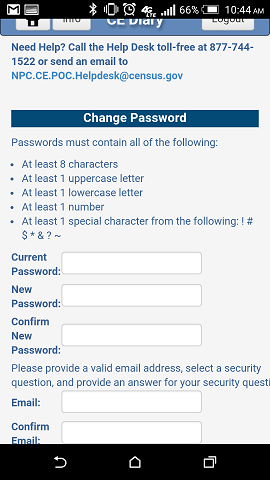 66% 10:44 AM
Info CE Diary Logout
Need Help? Call the Help Desk toll-free at 877-744-
1522 or send an email to
NPC.CE.POC.Helpdesk@census.gov
Change Password
Passwords must contain all of the following:
• At least 8 characters
• At least 1 uppercase letter
• At least 1 lowercase letter
• At least 1 number
• At least 1 special character from the following: ! #
$ * & ? ~
Current
Password:
New
Password:
Confirm
New
Password:
Please provide a valid email address, select a security
question, and provide an answer for your security questi
Email:
Confirm
Email: